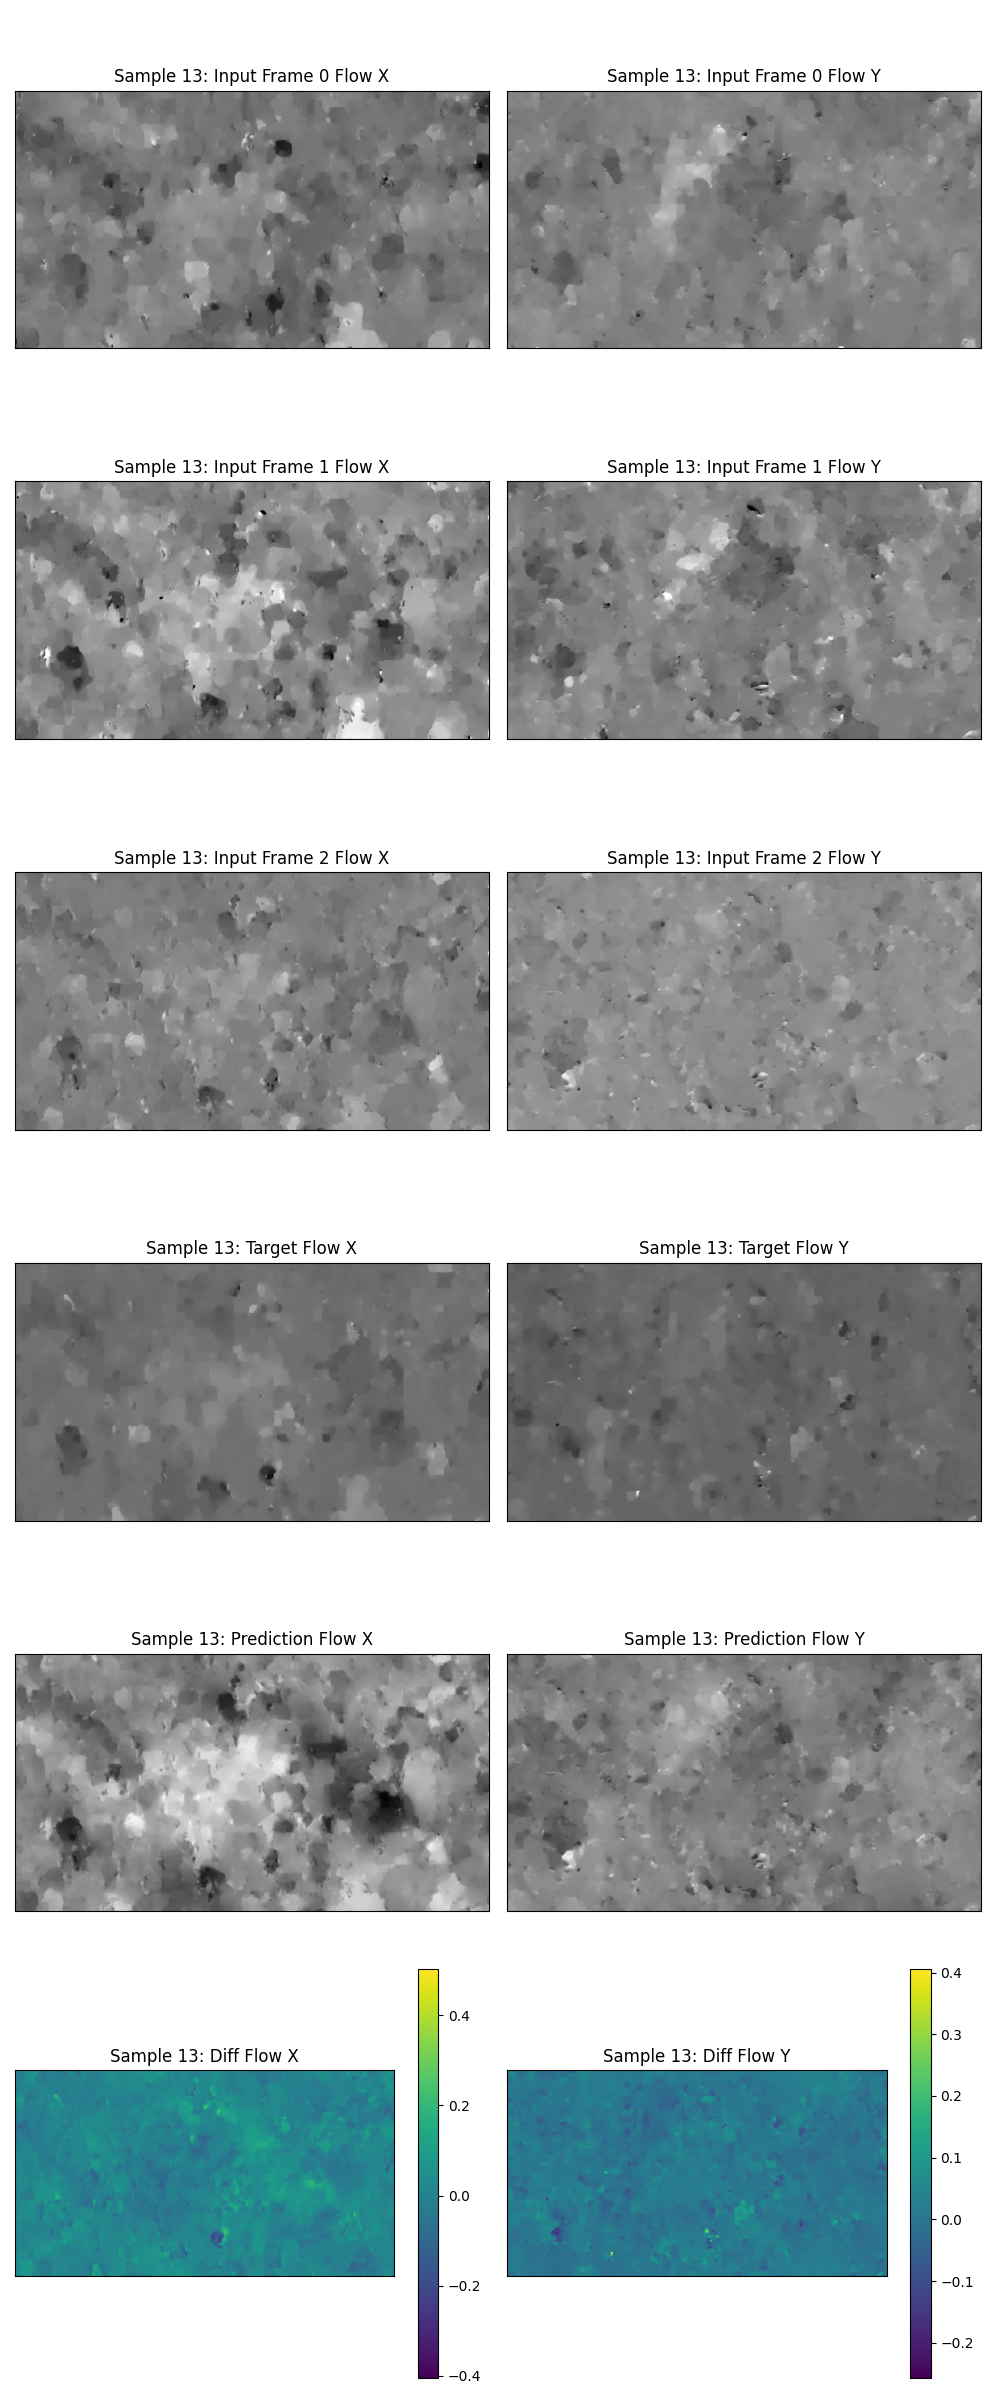 Sample 13: Input Frame 0 Flow X
Sample 13: Input Frame 0 Flow Y
Sample 13: Input Frame 1 Flow X
Sample 13: Input Frame 1 Flow Y
Sample 13: Input Frame 2 Flow X
Sample 13: Input Frame 2 Flow Y
Sample 13: Target Flow X
Sample 13: Target Flow Y
Sample 13: Prediction Flow X
Sample 13: Prediction Flow Y
Sample 13: Diff Flow X
0.4
0.2
0.0
−0.2
−0.4
Sample 13: Diff Flow Y
0.4
0.3
0.2
0.1
0.0
−0.1
−0.2